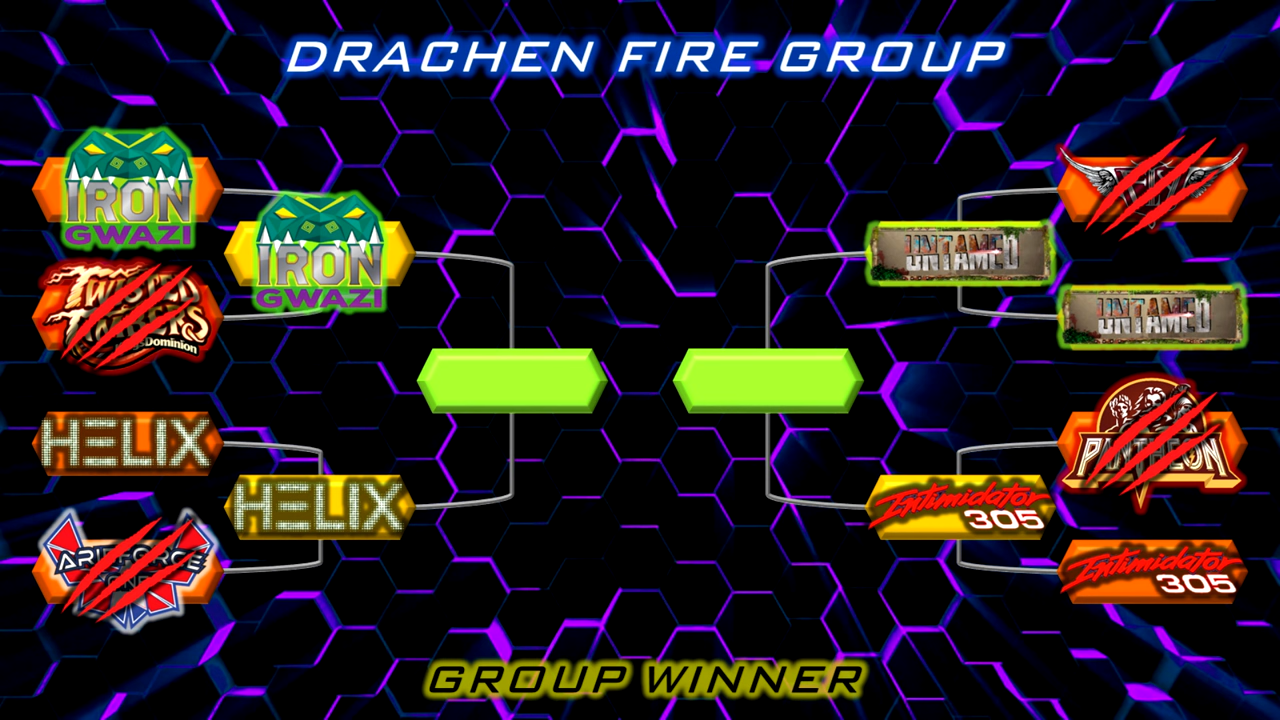 DRACHEN FIRE GROUP
IRON
GWAZI
IRON
GWAZI
TWISTED
TIMBERS
HELIX
HELIX
UNTAMED
UNTAMED
PANTHEON
Intimidator
305
Intimidator
305
GROUP WINNER